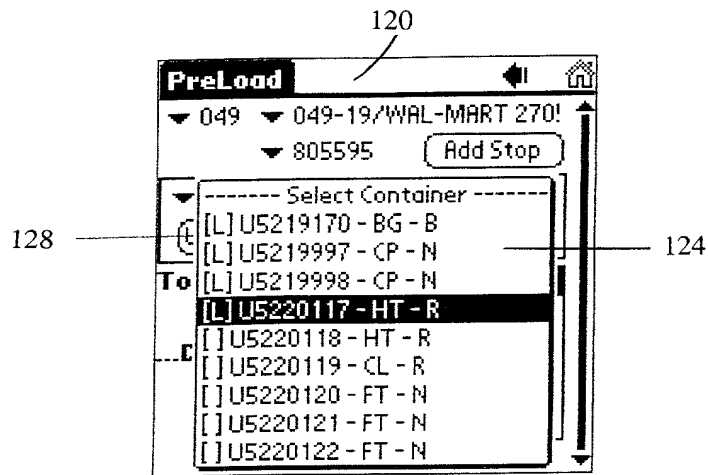 120
PreLoad
049 049-19/WAL-MART 270!
805595 Add Stop
------- Select Container -------
[L] U5219170 - BG - B
128
[L] U5219997 - CP - N
124
[L] U5219998 - CP - N
To
[L] U5220117 - HT - R
[ ] U5220118 - HT - R
[ ] U5220119 - CL - R
[ ] U5220120 - FT - N
[ ] U5220121 - FT - N
[ ] U5220122 - FT - N